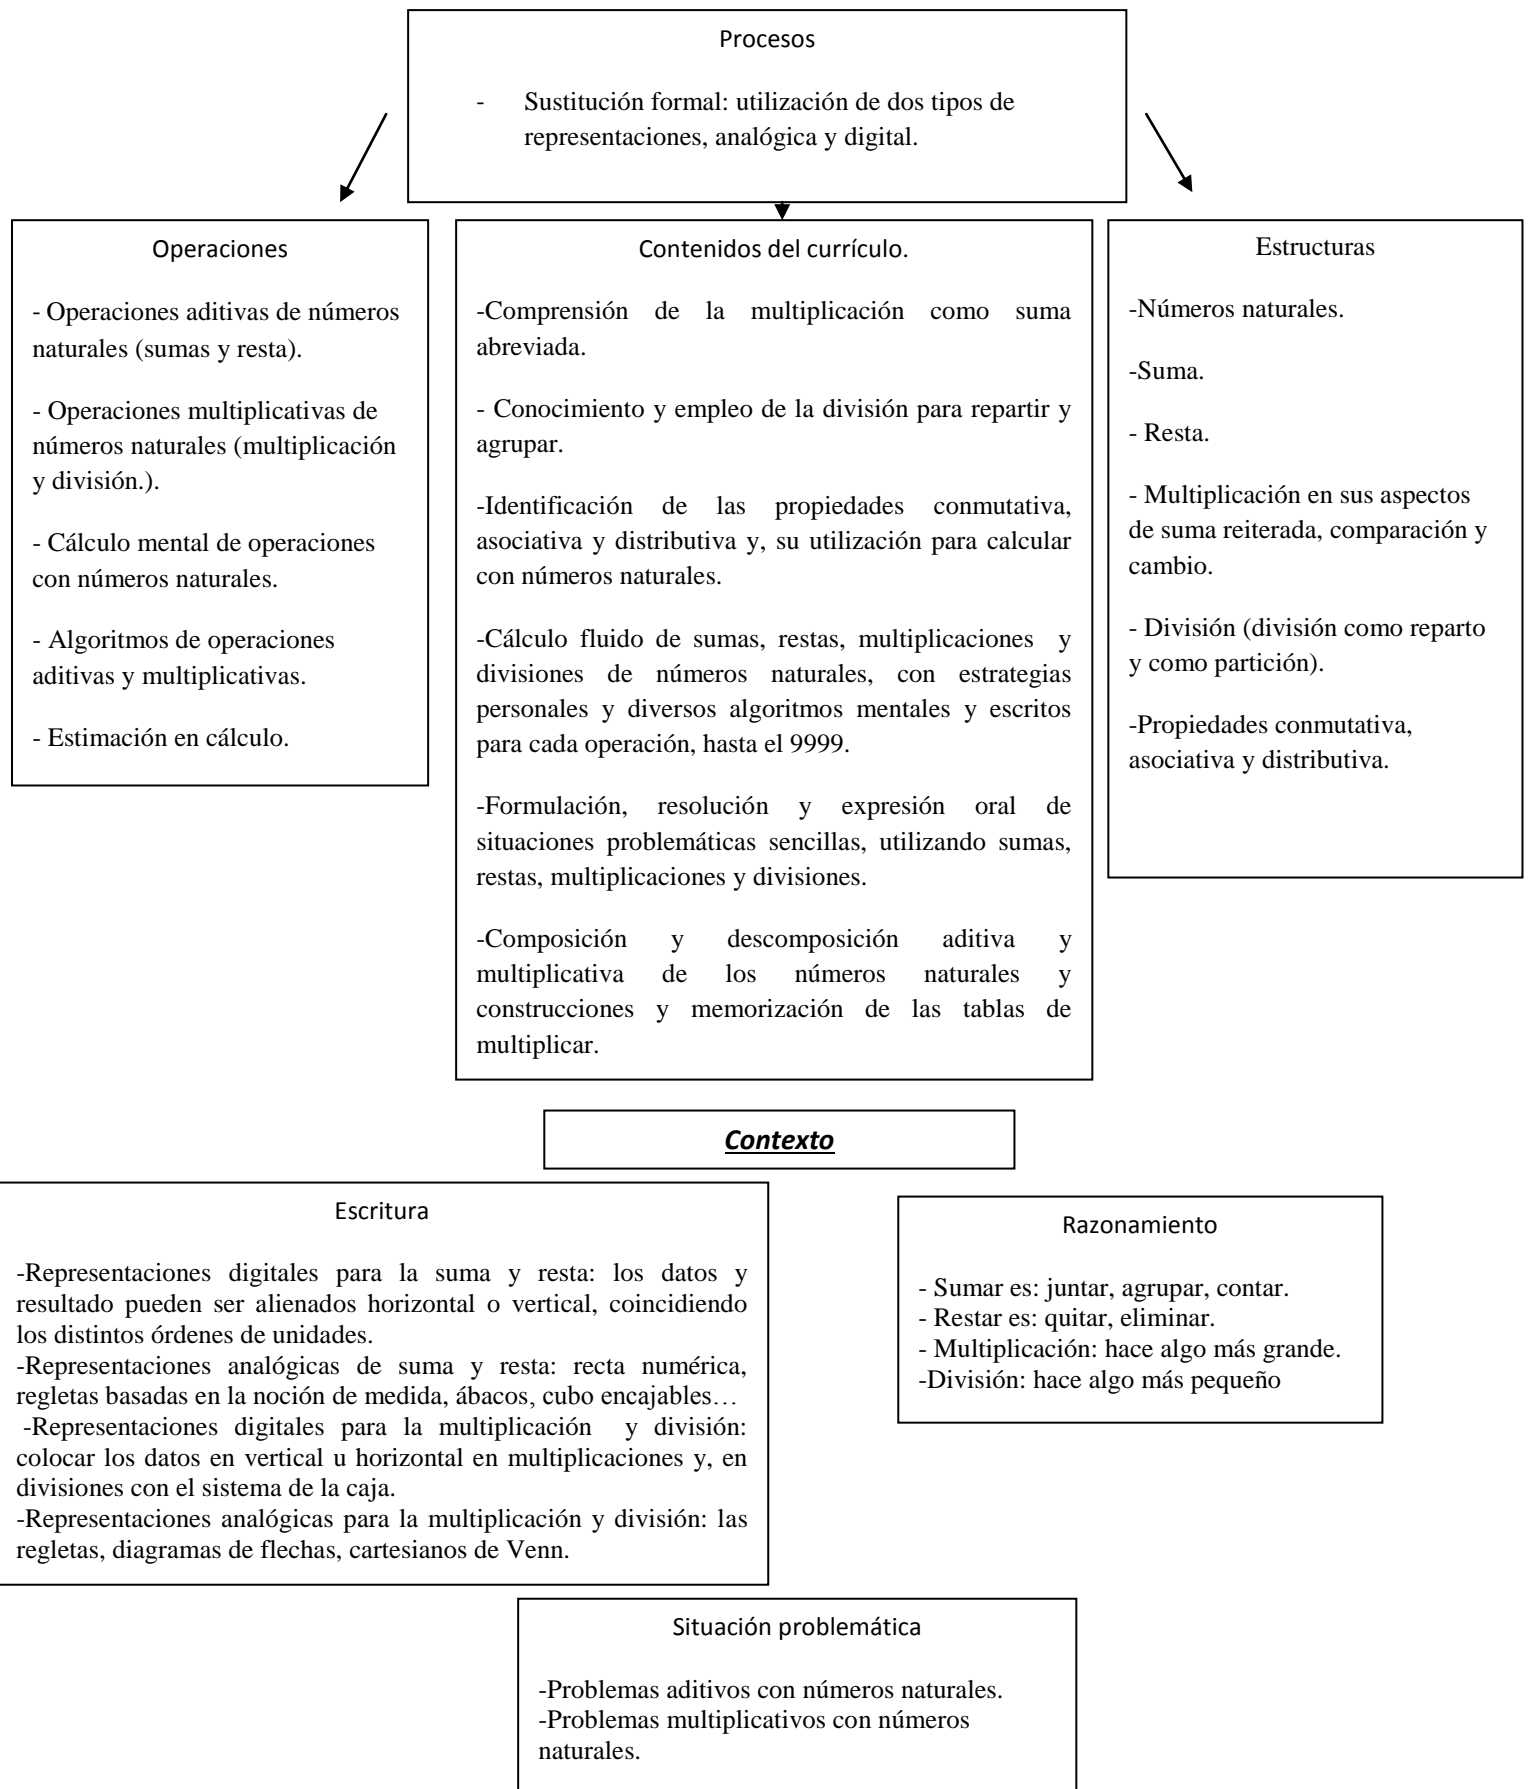 Procesos
- Sustitución formal: utilización de dos tipos de
representaciones, analógica y digital.
Operaciones
- Operaciones aditivas de números
naturales (sumas y resta).
- Operaciones multiplicativas de
números naturales (multiplicación
y división.).
- Cálculo mental de operaciones
con números naturales.
- Algoritmos de operaciones
aditivas y multiplicativas.
- Estimación en cálculo.
Contenidos del currículo.
-Comprensión de la multiplicación como suma
abreviada.
- Conocimiento y empleo de la división para repartir y
agrupar.
-Identificación de las propiedades conmutativa,
asociativa y distributiva y, su utilización para calcular
con números naturales.
-Cálculo fluido de sumas, restas, multiplicaciones y
divisiones de números naturales, con estrategias
personales y diversos algoritmos mentales y escritos
para cada operación, hasta el 9999.
-Formulación, resolución y expresión oral de
situaciones problemáticas sencillas, utilizando sumas,
restas, multiplicaciones y divisiones.
-Composición y descomposición aditiva y
multiplicativa de los números naturales y
construcciones y memorización de las tablas de
multiplicar.
Estructuras
-Números naturales.
-Suma.
- Resta.
- Multiplicación en sus aspectos
de suma reiterada, comparación y
cambio.
- División (división como reparto
y como partición).
-Propiedades conmutativa,
asociativa y distributiva.
Contexto
Escritura
-Representaciones digitales para la suma y resta: los datos y
resultado pueden ser alienados horizontal o vertical, coincidiendo
los distintos órdenes de unidades.
-Representaciones analógicas de suma y resta: recta numérica,
regletas basadas en la noción de medida, ábacos, cubo encajables…
-Representaciones digitales para la multiplicación y división:
colocar los datos en vertical u horizontal en multiplicaciones y, en
divisiones con el sistema de la caja.
-Representaciones analógicas para la multiplicación y división: las
regletas, diagramas de flechas, cartesianos de Venn.
Razonamiento
- Sumar es: juntar, agrupar, contar.
- Restar es: quitar, eliminar.
- Multiplicación: hace algo más grande.
-División: hace algo más pequeño
Situación problemática
-Problemas aditivos con números naturales.
-Problemas multiplicativos con números
naturales.